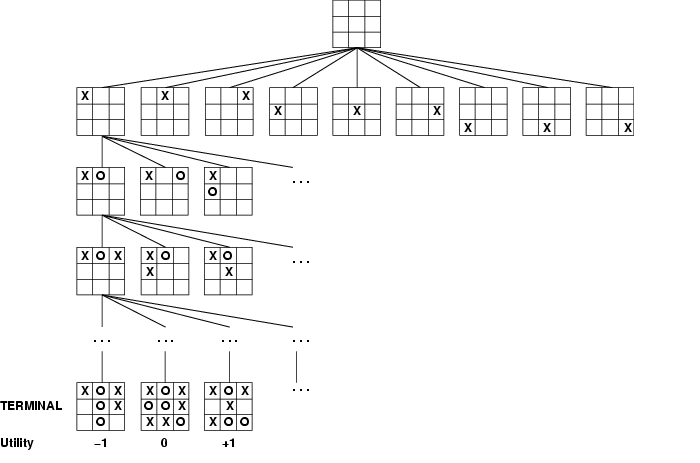 X X X
X X X
X X X
X O X O X
O ...
X O X X O X O
X X ...
... ... ... ...
X O X X O X X O X ...
TERMINAL O X O O X X
O X X O X O O
Utility −1 0 +1